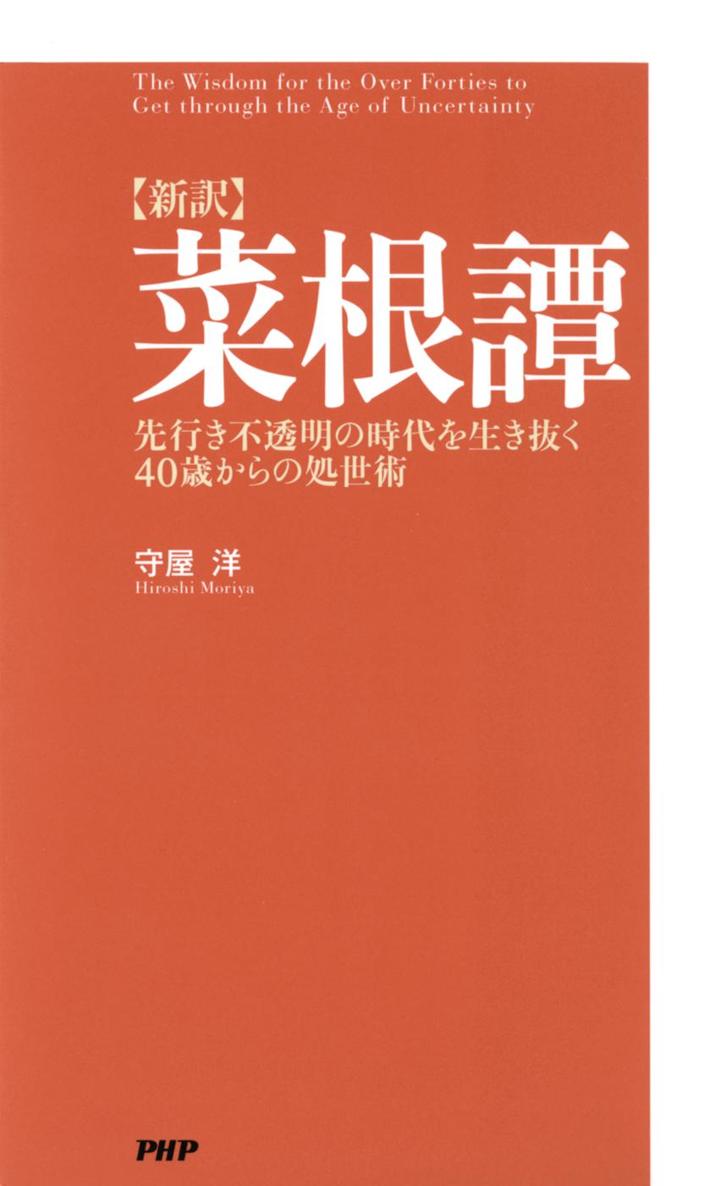 The Wisdom for the Over Forties to
Get through the Age of Uncertainty
【新訳】
菜根譚
先行き不透明の時代を生き抜く
40歳からの処世術
守屋 洋
Hiroshi Moriya
PHP